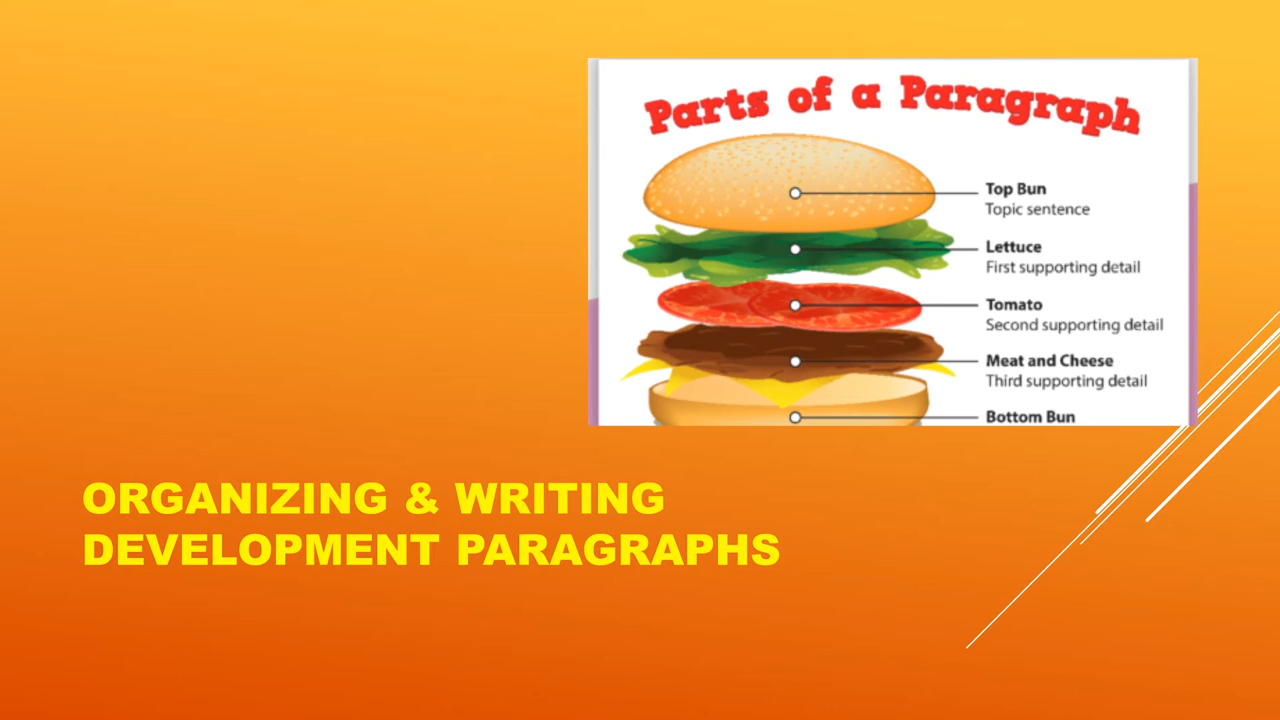 Parts of a Paragraph
Top Bun
Topic sentence
Lettuce
First supporting detail
Tomato
Second supporting detail
Meat and Cheese
Third supporting detail
Bottom Bun
ORGANIZING & WRITING
DEVELOPMENT PARAGRAPHS